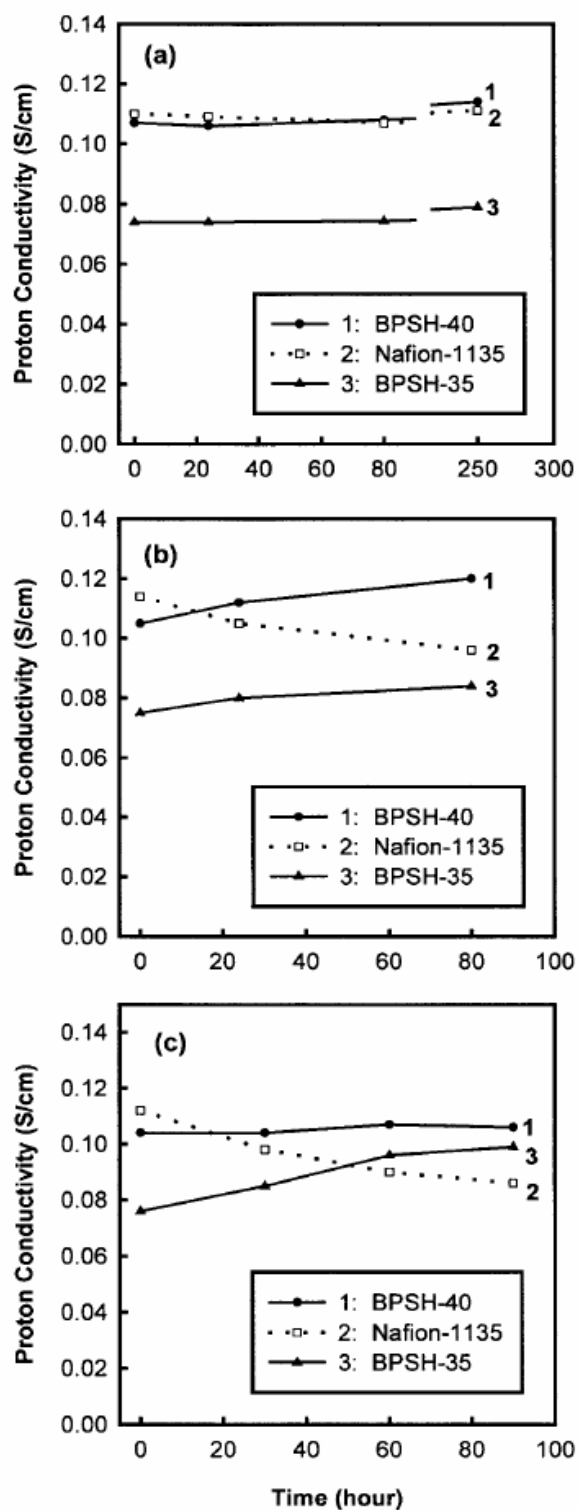 Proton Conductivity (S/cm)
0.14
0.12
0.10
0.08
0.06
0.04
0.02
0.00
(a)
1
2
3
1: BPSH-40
2: Nafion-1135
3: BPSH-35
0 20 40 60 80 250 300
Proton Conductivity (S/cm)
0.14
0.12
0.10
0.08
0.06
0.04
0.02
0.00
(b)
1
2
3
1: BPSH-40
2: Nafion-1135
3: BPSH-35
0 20 40 60 80 100
Proton Conductivity (S/cm)
0.14
0.12
0.10
0.08
0.06
0.04
0.02
0.00
(c)
1
3
2
1: BPSH-40
2: Nafion-1135
3: BPSH-35
0 20 40 60 80 100
Time (hour)